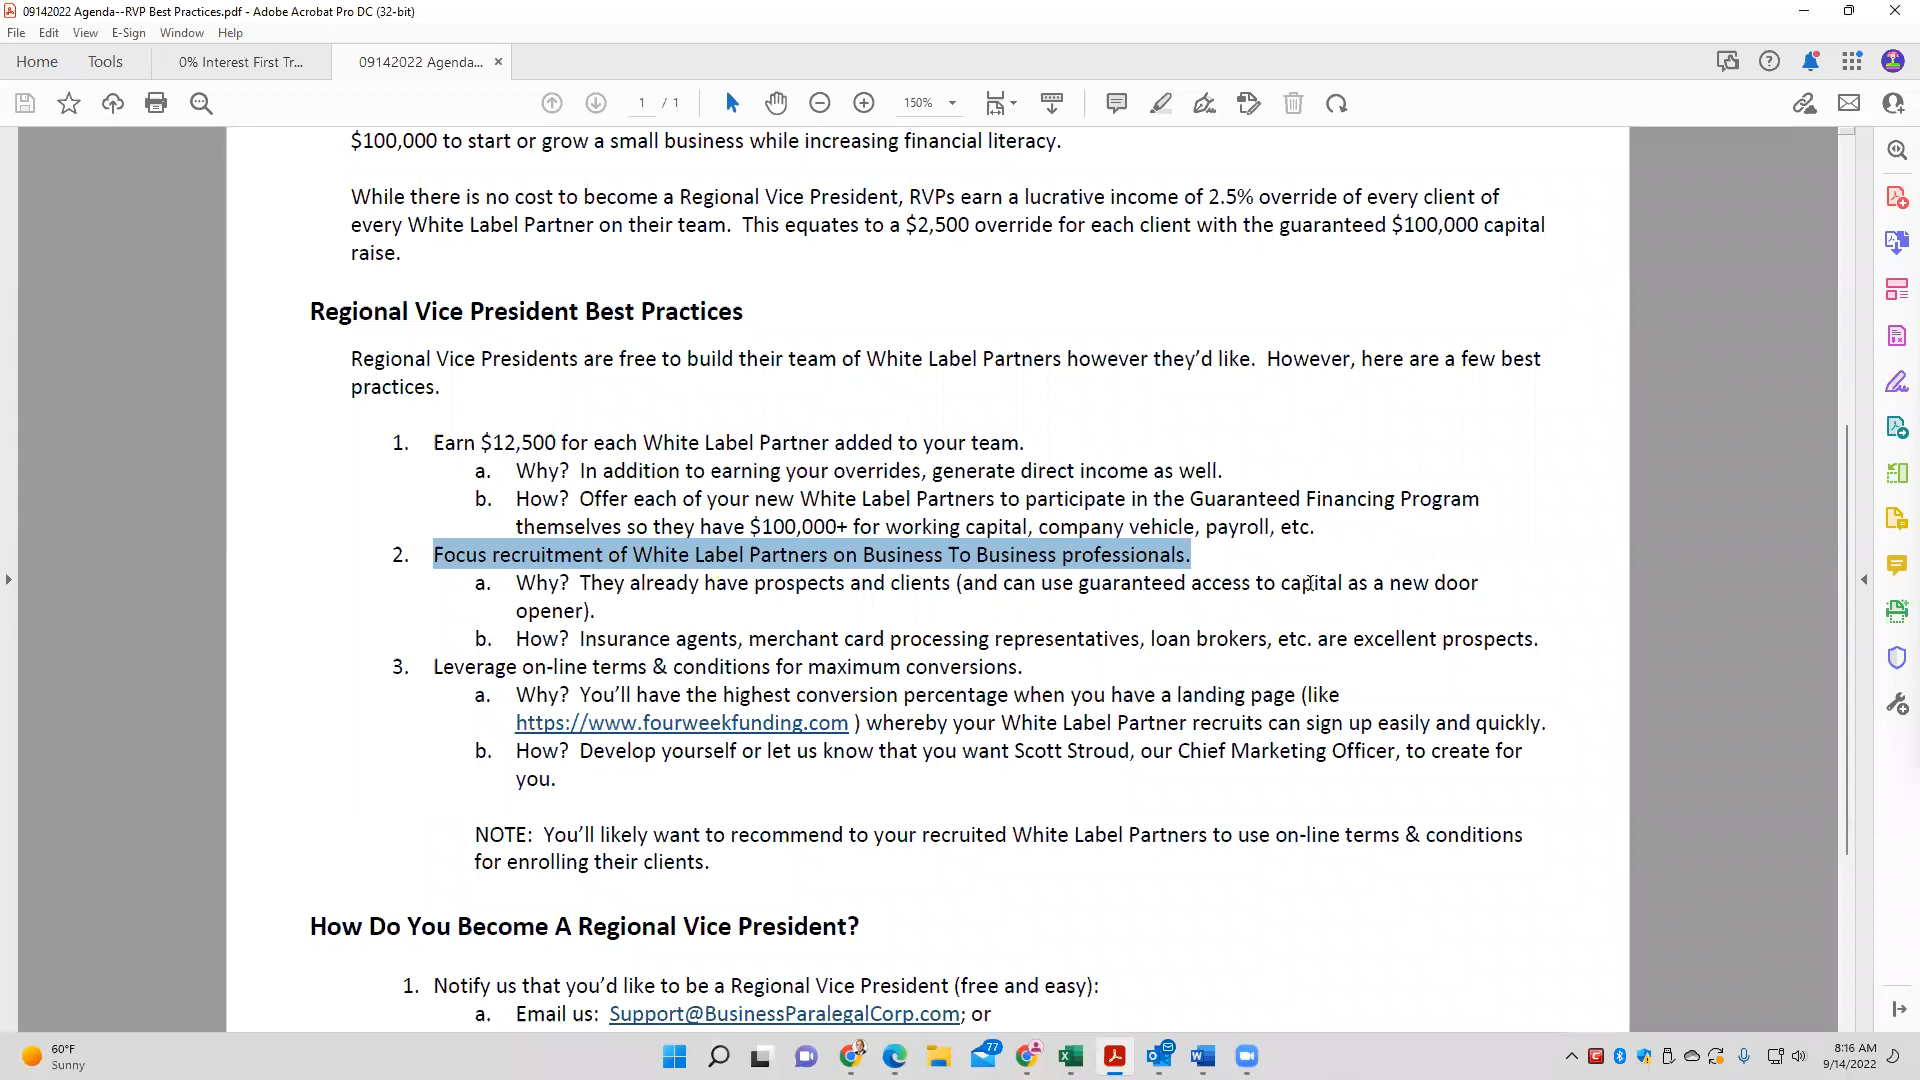 09142022 Agenda--RVP Best Practices.pdf - Adobe Acrobat Pro DC (32-bit)
File Edit View E-Sign Window Help
Home Tools 0% Interest First Tr... 09142022 Agenda...
1 / 1 150%
$100,000 to start or grow a small business while increasing financial literacy.
While there is no cost to become a Regional Vice President, RVPs earn a lucrative income of 2.5% override of every client of
every White Label Partner on their team. This equates to a $2,500 override for each client with the guaranteed $100,000 capital
raise.
Regional Vice President Best Practices
Regional Vice Presidents are free to build their team of White Label Partners however they’d like. However, here are a few best
practices.
1. Earn $12,500 for each White Label Partner added to your team.
a. Why? In addition to earning your overrides, generate direct income as well.
b. How? Offer each of your new White Label Partners to participate in the Guaranteed Financing Program
themselves so they have $100,000+ for working capital, company vehicle, payroll, etc.
2. Focus recruitment of White Label Partners on Business To Business professionals.
a. Why? They already have prospects and clients (and can use guaranteed access to capital as a new door
opener).
b. How? Insurance agents, merchant card processing representatives, loan brokers, etc. are excellent prospects.
3. Leverage on-line terms & conditions for maximum conversions.
a. Why? You’ll have the highest conversion percentage when you have a landing page (like
https://www.fourweekfunding.com ) whereby your White Label Partner recruits can sign up easily and quickly.
b. How? Develop yourself or let us know that you want Scott Stroud, our Chief Marketing Officer, to create for
you.
NOTE: You’ll likely want to recommend to your recruited White Label Partners to use on-line terms & conditions
for enrolling their clients.
How Do You Become A Regional Vice President?
1. Notify us that you’d like to be a Regional Vice President (free and easy):
a. Email us: Support@BusinessParalegalCorp.com; or
60°F
Sunny
77
8:16 AM
9/14/2022